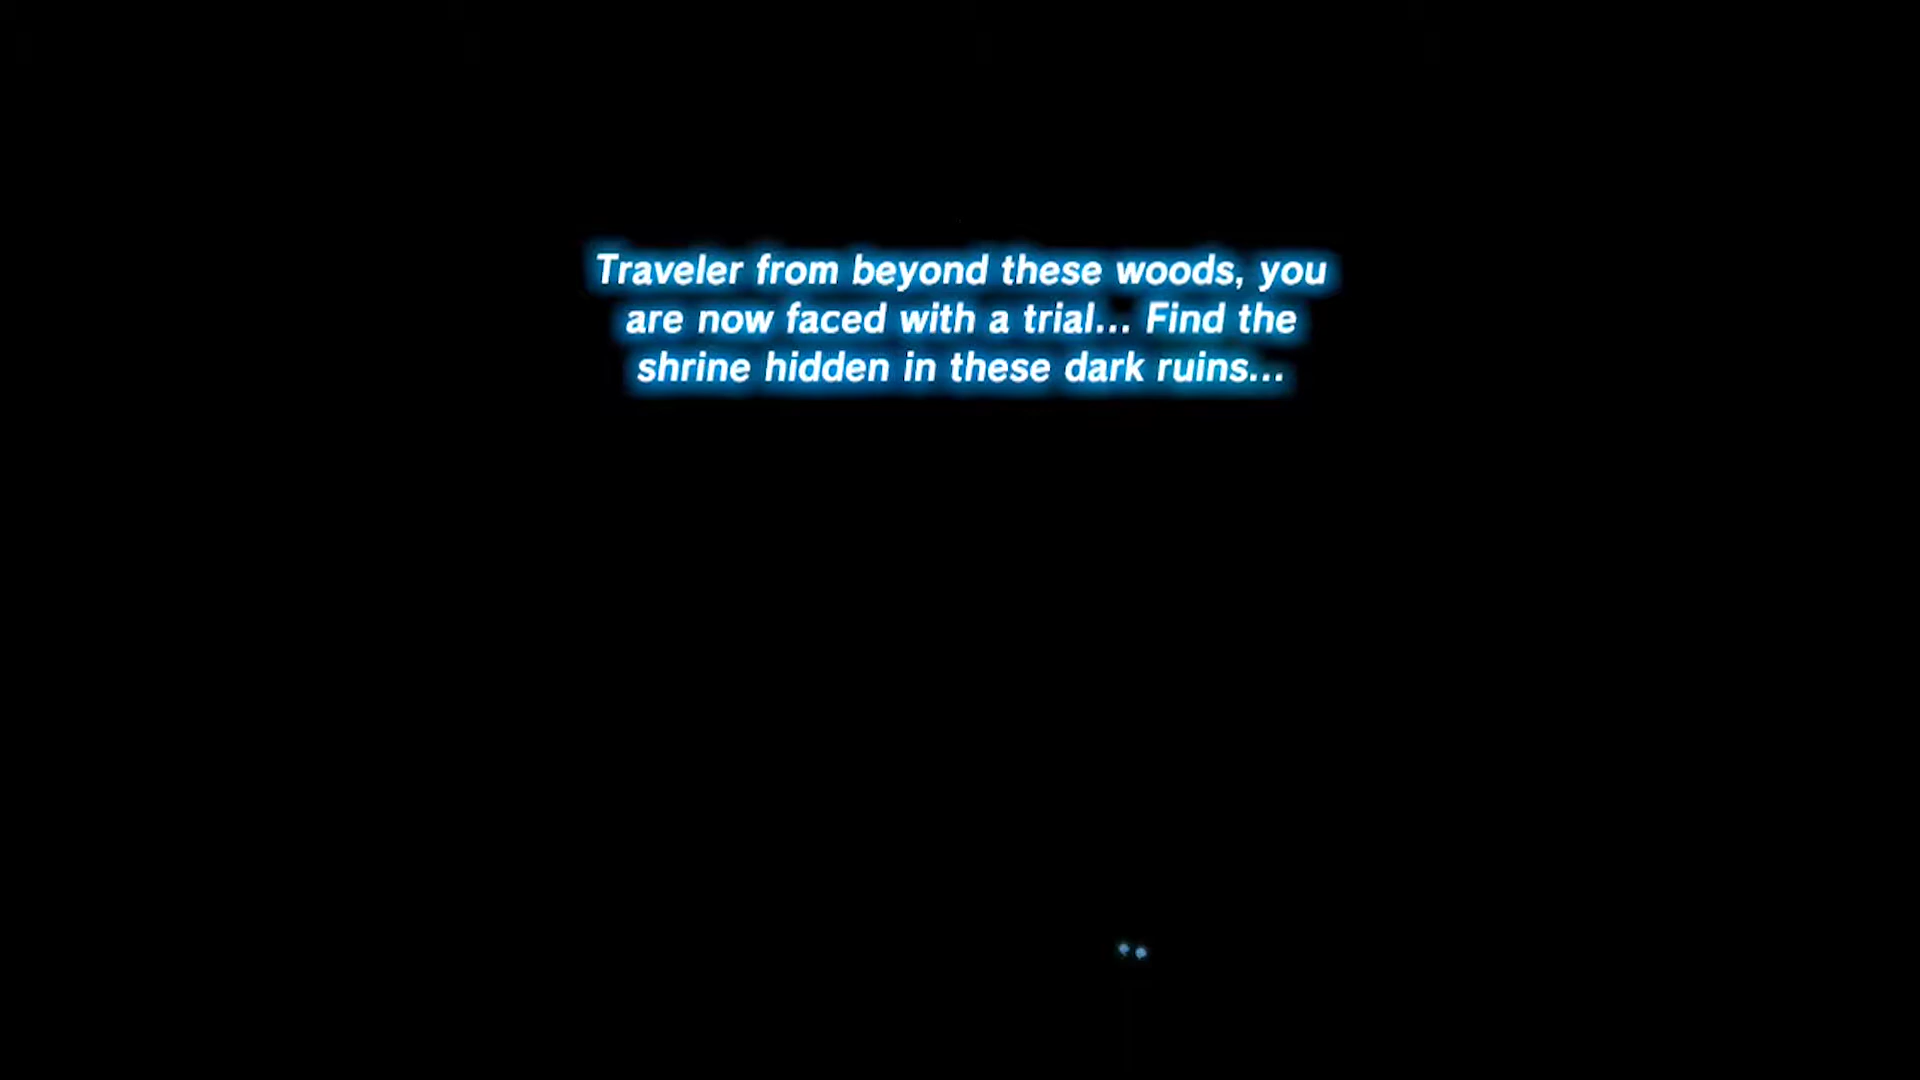 Traveler from beyond these woods, you
are now faced with a trial... Find the
shrine hidden in these dark ruins...